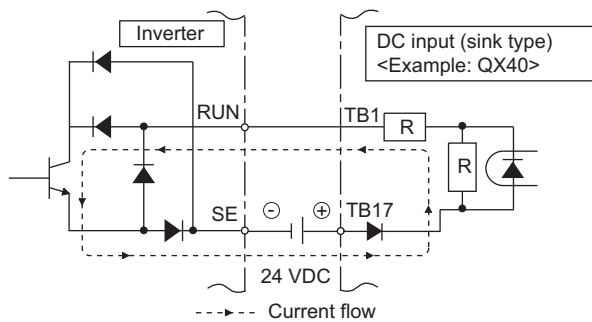 Inverter
DC input (sink type)
<Example: QX40>
RUN
TB1
R
R
SE
⊖
⊕
TB17
24 VDC
Current flow